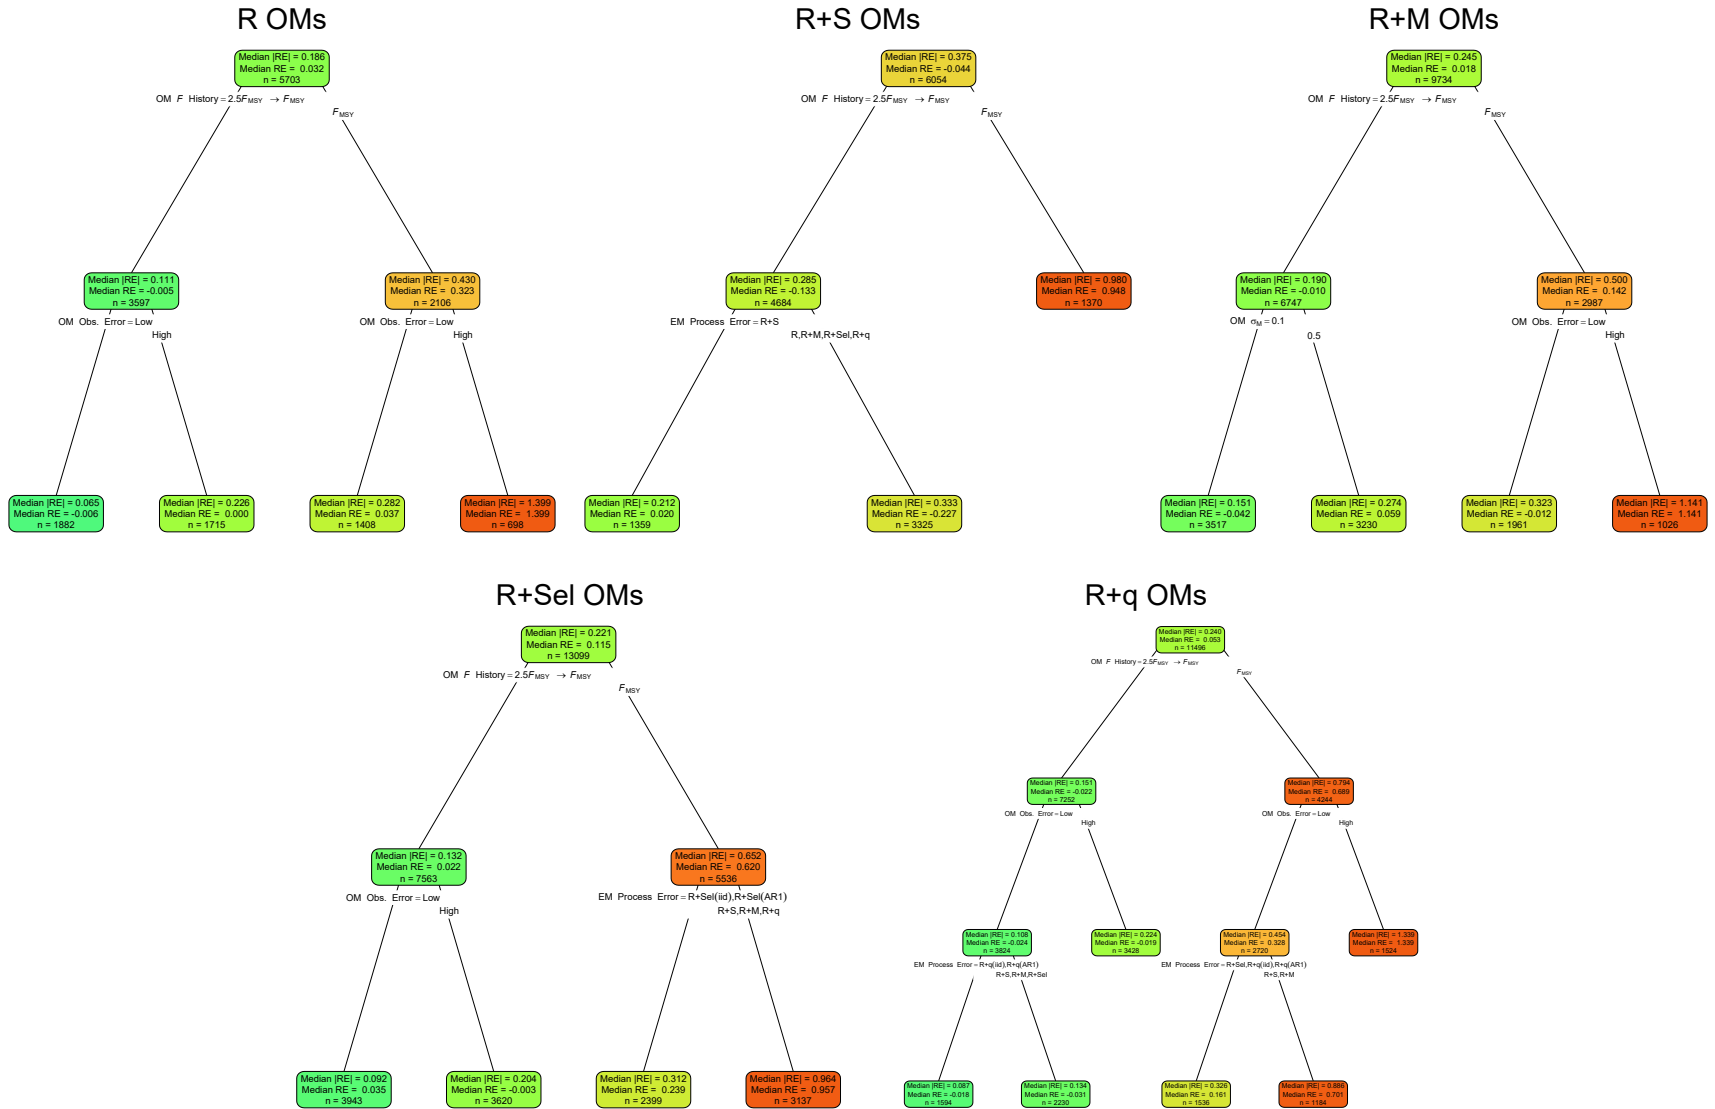 R OMs
Median |RE| = 0.186
Median RE = 0.032
n = 5703
OM F History = 2.5FMSY → FMSY
FMSY
Median |RE| = 0.111
Median RE = -0.005
n = 3597
Median |RE| = 0.430
Median RE = 0.323
n = 2106
OM Obs. Error = Low
High
OM Obs. Error = Low
High
Median |RE| = 0.065
Median RE = -0.006
n = 1882
Median |RE| = 0.226
Median RE = 0.000
n = 1715
Median |RE| = 0.282
Median RE = 0.037
n = 1408
Median |RE| = 1.399
Median RE = 1.399
n = 698
R+S OMs
Median |RE| = 0.375
Median RE = -0.044
n = 6054
OM F History = 2.5FMSY → FMSY
FMSY
Median |RE| = 0.285
Median RE = -0.133
n = 4684
Median |RE| = 0.980
Median RE = 0.948
n = 1370
EM Process Error = R+S
R,R+M,R+Sel,R+q
Median |RE| = 0.212
Median RE = 0.020
n = 1359
Median |RE| = 0.333
Median RE = -0.227
n = 3325
R+M OMs
Median |RE| = 0.245
Median RE = 0.018
n = 9734
OM F History = 2.5FMSY → FMSY
FMSY
Median |RE| = 0.190
Median RE = -0.010
n = 6747
Median |RE| = 0.500
Median RE = 0.142
n = 2987
OM σM = 0.1
0.5
OM Obs. Error = Low
High
Median |RE| = 0.151
Median RE = -0.042
n = 3517
Median |RE| = 0.274
Median RE = 0.059
n = 3230
Median |RE| = 0.323
Median RE = -0.012
n = 1961
Median |RE| = 1.141
Median RE = 1.141
n = 1026
R+Sel OMs
Median |RE| = 0.221
Median RE = 0.115
n = 13099
OM F History = 2.5FMSY → FMSY
FMSY
Median |RE| = 0.132
Median RE = 0.022
n = 7563
Median |RE| = 0.652
Median RE = 0.620
n = 5536
OM Obs. Error = Low
High
EM Process Error = R+Sel(iid),R+Sel(AR1)
R+S,R+M,R+q
Median |RE| = 0.092
Median RE = 0.035
n = 3943
Median |RE| = 0.204
Median RE = -0.003
n = 3620
Median |RE| = 0.312
Median RE = 0.239
n = 2399
Median |RE| = 0.964
Median RE = 0.957
n = 3137
R+q OMs
Median |RE| = 0.240
Median RE = 0.053
n = 11496
OM F History = 2.5FMSY → FMSY
FMSY
Median |RE| = 0.151
Median RE = -0.022
n = 7252
Median |RE| = 0.794
Median RE = 0.689
n = 4244
OM Obs. Error = Low
High
OM Obs. Error = Low
High
Median |RE| = 0.108
Median RE = -0.024
n = 3824
Median |RE| = 0.224
Median RE = -0.019
n = 3428
Median |RE| = 0.454
Median RE = 0.328
n = 2720
Median |RE| = 1.339
Median RE = 1.339
n = 1524
EM Process Error = R+q(iid),R+q(AR1)
R+S,R+M,R+Sel
EM Process Error = R+Sel,R+q(iid),R+q(AR1)
R+S,R+M
Median |RE| = 0.087
Median RE = -0.018
n = 1594
Median |RE| = 0.134
Median RE = -0.031
n = 2230
Median |RE| = 0.326
Median RE = 0.161
n = 1536
Median |RE| = 0.886
Median RE = 0.701
n = 1184